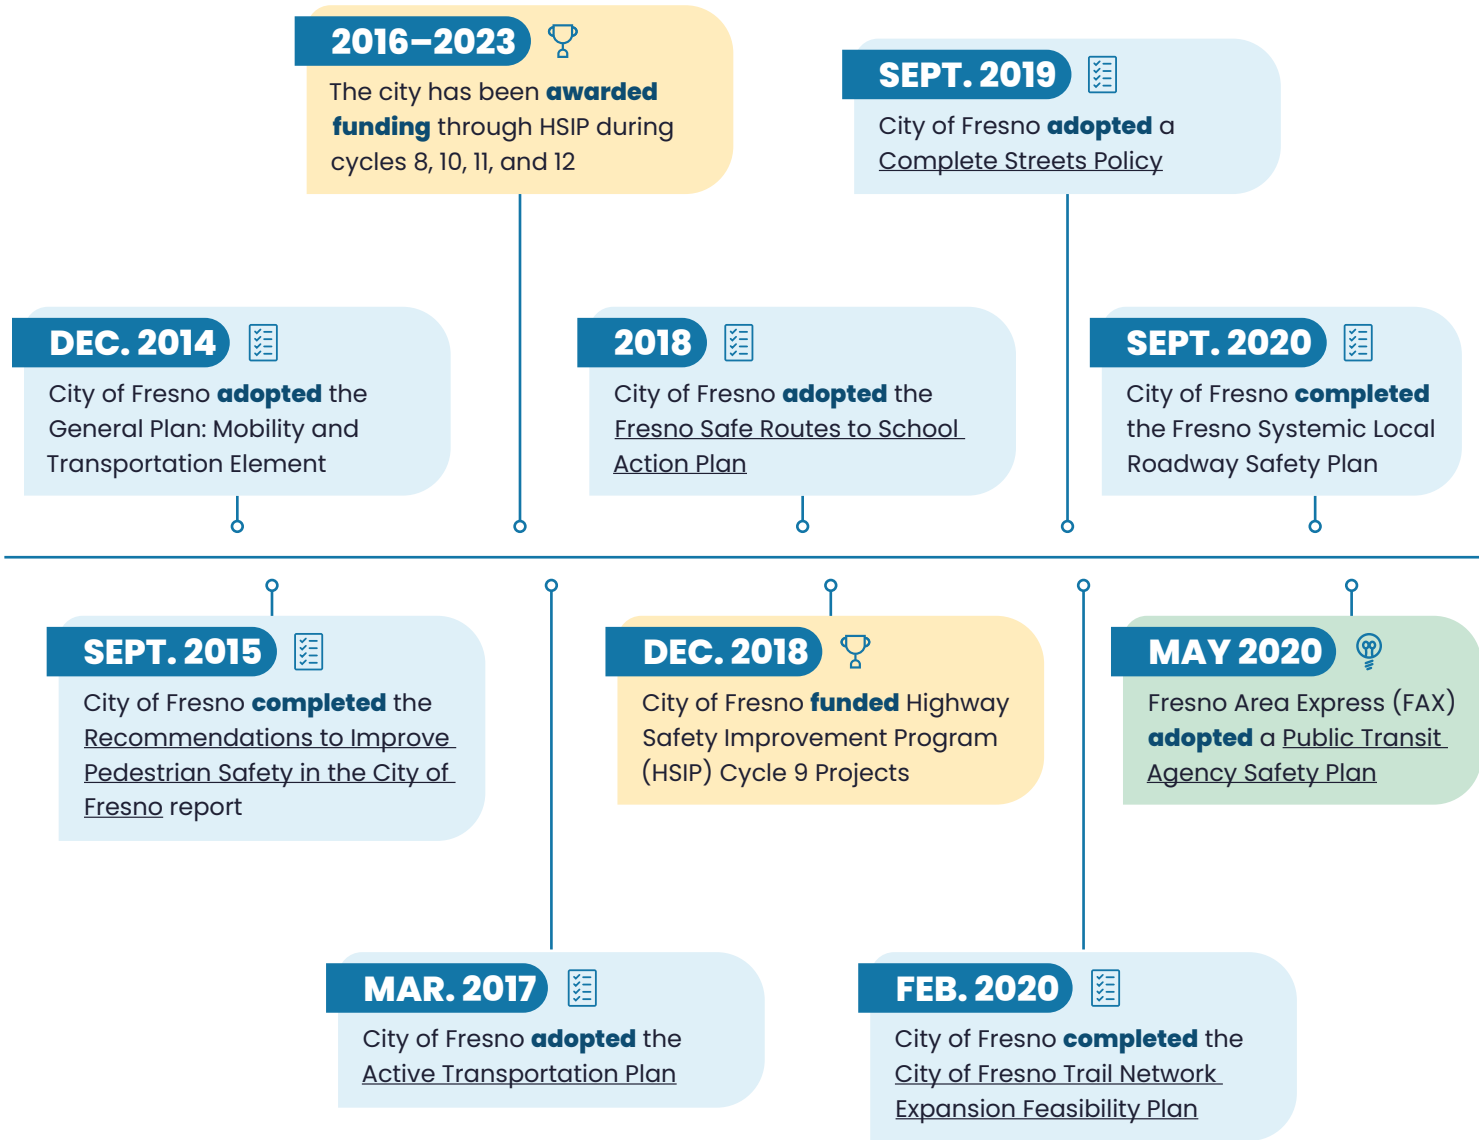 2016–2023
The city has been awarded
funding through HSIP during
cycles 8, 10, 11, and 12
SEPT. 2019
City of Fresno adopted a
Complete Streets Policy
DEC. 2014
City of Fresno adopted the
General Plan: Mobility and
Transportation Element
2018
City of Fresno adopted the
Fresno Safe Routes to School
Action Plan
SEPT. 2020
City of Fresno completed
the Fresno Systemic Local
Roadway Safety Plan
SEPT. 2015
City of Fresno completed the
Recommendations to Improve
Pedestrian Safety in the City of
Fresno report
DEC. 2018
City of Fresno funded Highway
Safety Improvement Program
(HSIP) Cycle 9 Projects
MAY 2020
Fresno Area Express (FAX)
adopted a Public Transit
Agency Safety Plan
MAR. 2017
City of Fresno adopted the
Active Transportation Plan
FEB. 2020
City of Fresno completed the
City of Fresno Trail Network
Expansion Feasibility Plan